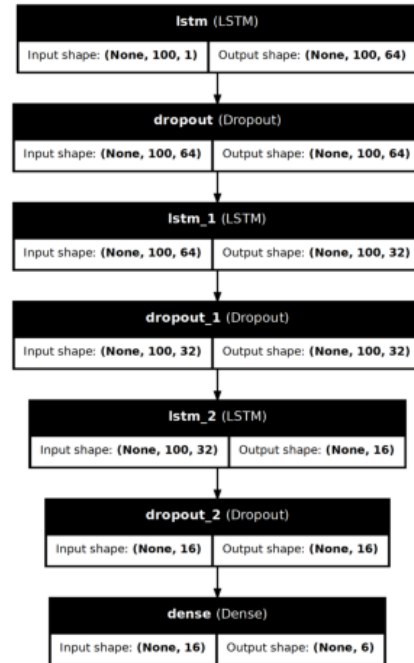 lstm (LSTM)
Input shape: (None, 100, 1) Output shape: (None, 100, 64)
dropout (Dropout)
Input shape: (None, 100, 64) Output shape: (None, 100, 64)
lstm_1 (LSTM)
Input shape: (None, 100, 64) Output shape: (None, 100, 32)
dropout_1 (Dropout)
Input shape: (None, 100, 32) Output shape: (None, 100, 32)
lstm_2 (LSTM)
Input shape: (None, 100, 32) Output shape: (None, 16)
dropout_2 (Dropout)
Input shape: (None, 16) Output shape: (None, 16)
dense (Dense)
Input shape: (None, 16) Output shape: (None, 6)